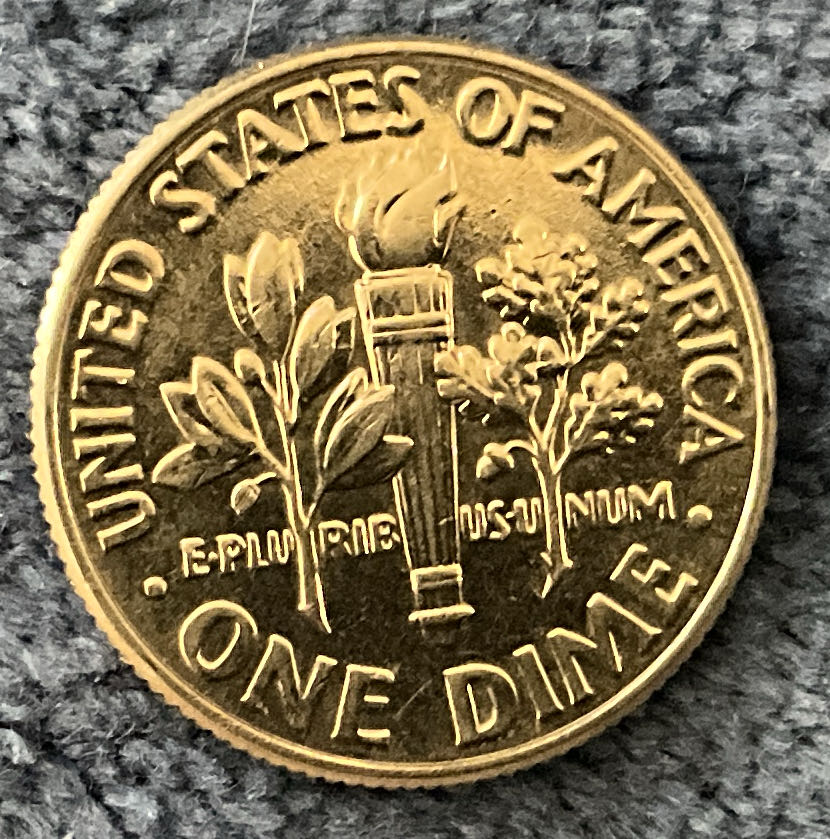 UNITED STATES OF AMERICA
E·PLURIBUS·UNUM
· ONE DIME ·